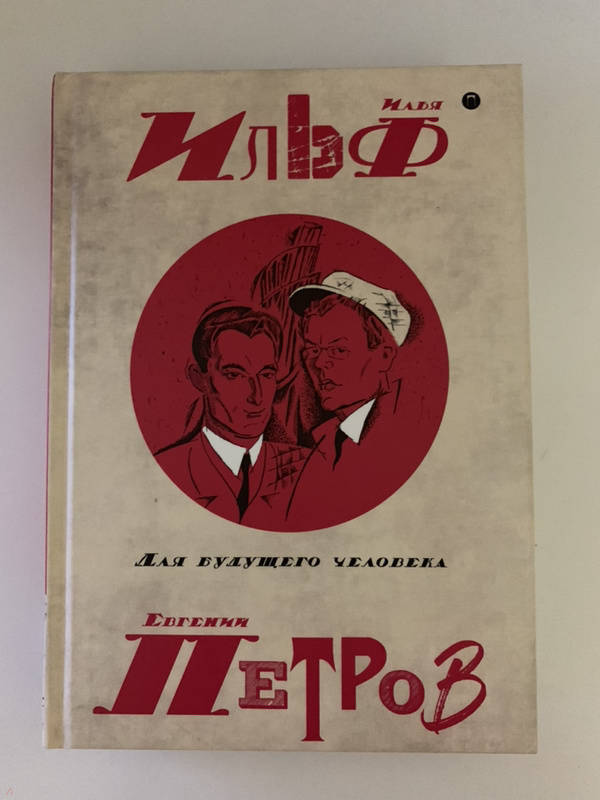 Илья
Ильф
Для будущего человека
Евгений
Петров